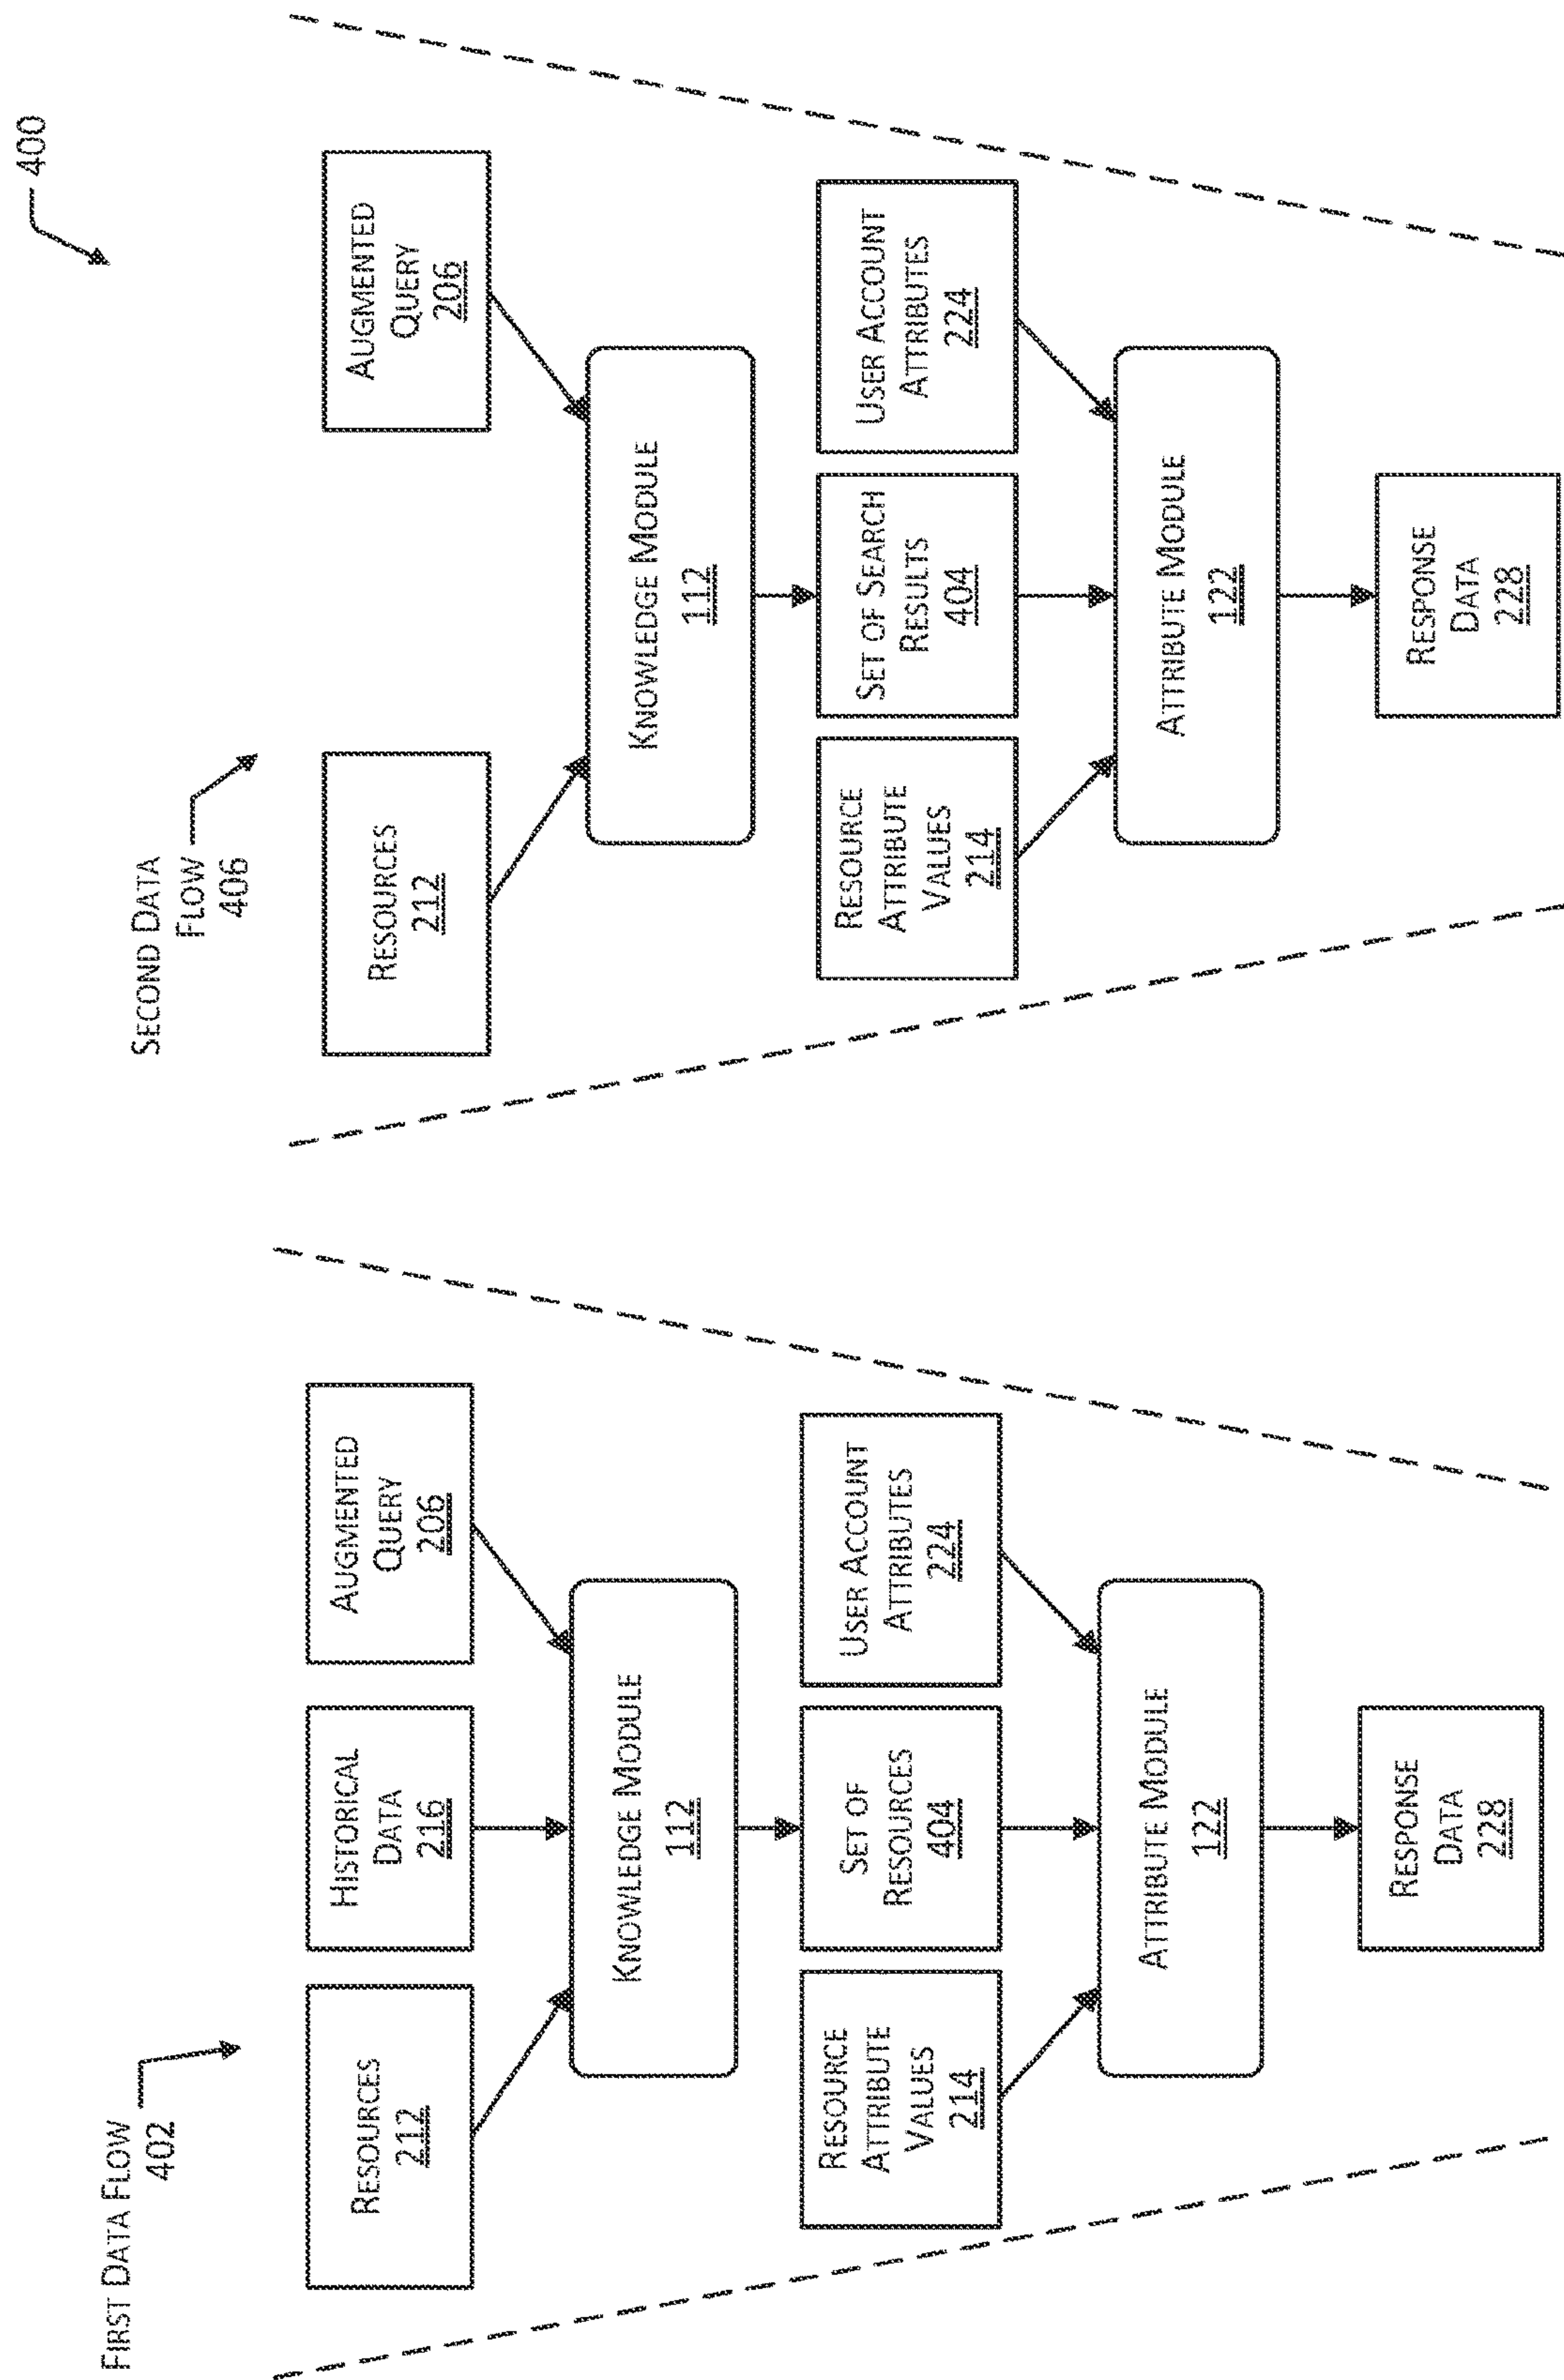 400
FIRST DATA FLOW
402
RESOURCES
212
HISTORICAL
DATA
216
AUGMENTED
QUERY
206
KNOWLEDGE MODULE
112
RESOURCE
ATTRIBUTE
VALUES
214
SET OF
RESOURCES
404
USER ACCOUNT
ATTRIBUTES
224
ATTRIBUTE MODULE
122
RESPONSE
DATA
228
SECOND DATA
FLOW
406
RESOURCES
212
AUGMENTED
QUERY
206
KNOWLEDGE MODULE
112
RESOURCE
ATTRIBUTE
VALUES
214
SET OF SEARCH
RESULTS
404
USER ACCOUNT
ATTRIBUTES
224
ATTRIBUTE MODULE
122
RESPONSE
DATA
228